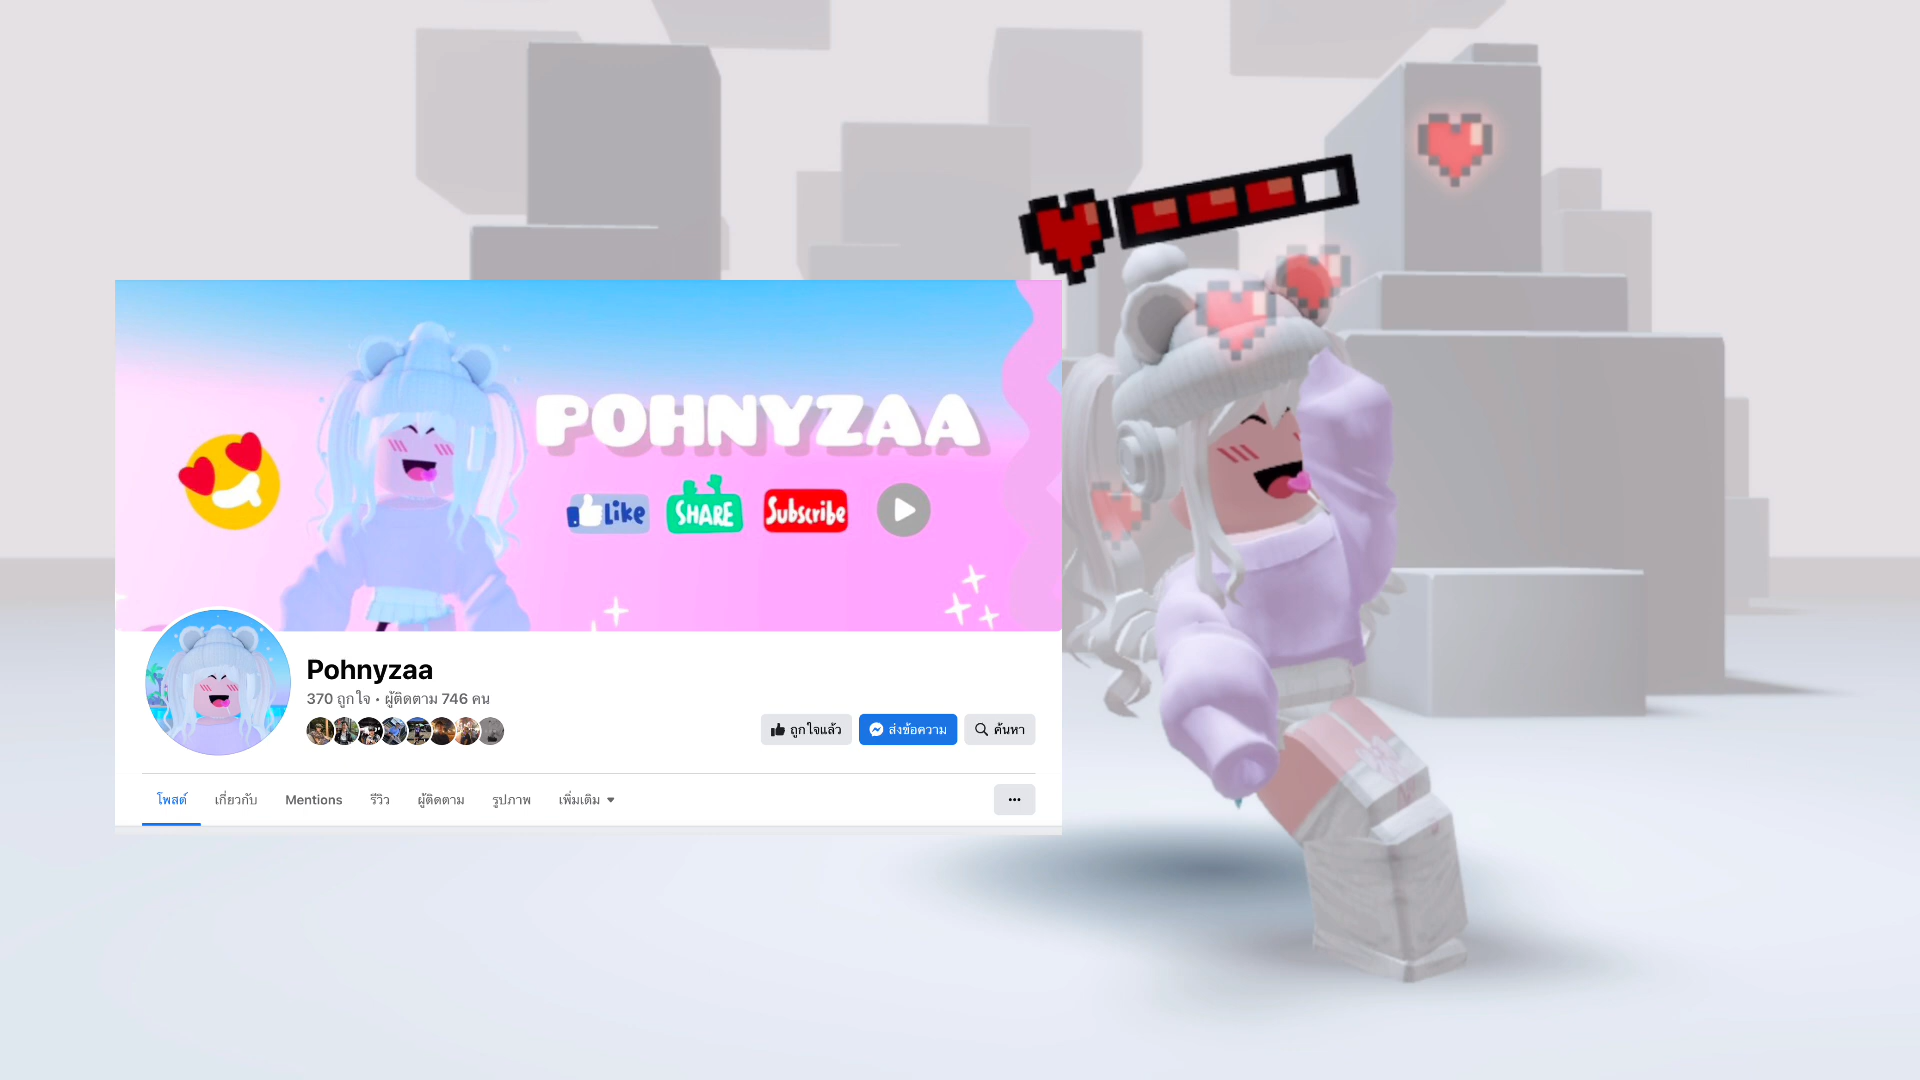 POHNYZAA
Like SHARE Subscribe
Pohnyzaa
370 ถูกใจ • ผู้ติดตาม 746 คน
ถูกใจแล้ว ส่งข้อความ ค้นหา
โพสต์ เกี่ยวกับ Mentions รีวิว ผู้ติดตาม รูปภาพ เพิ่มเติม